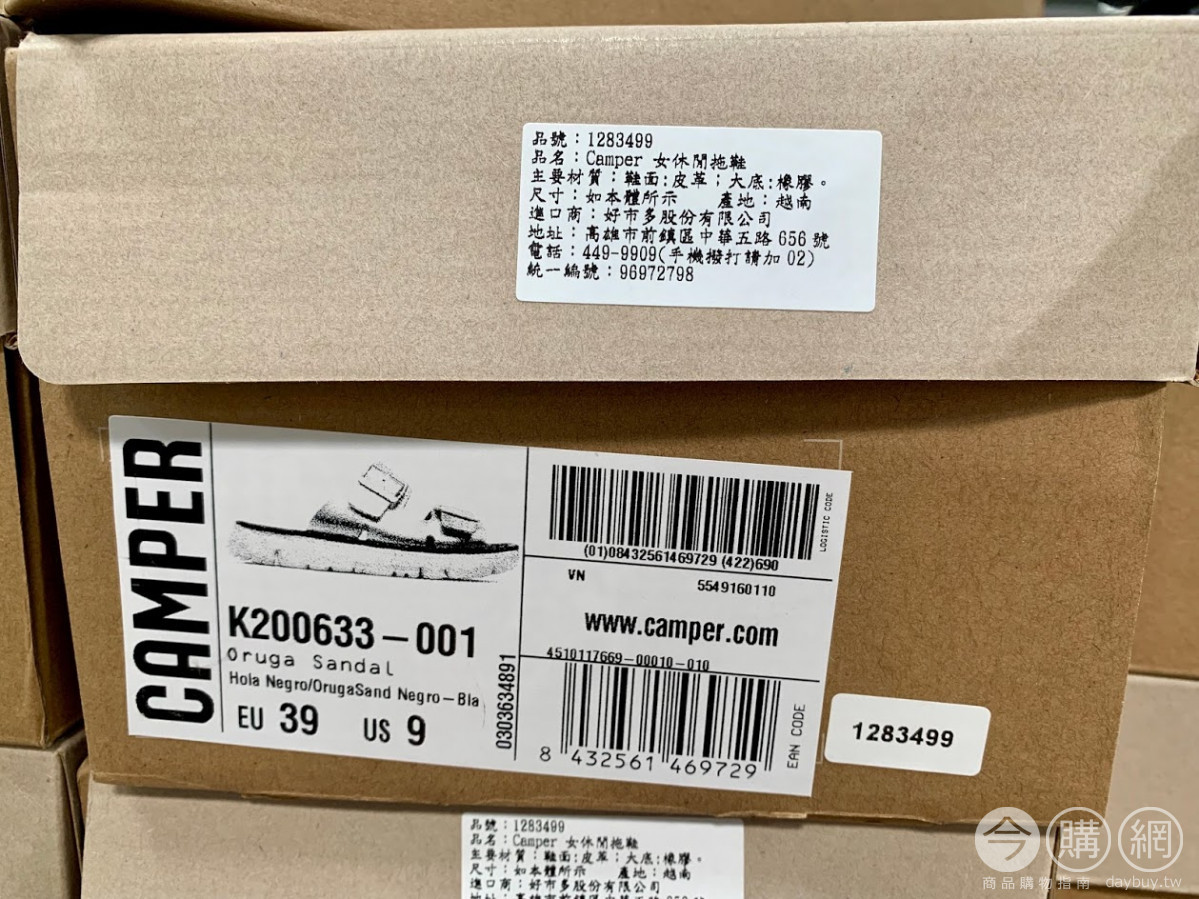 品號：1283499
品名：Camper 女休閒拖鞋
主要材質：鞋面:皮革；大底:橡膠。
尺寸：如本體所示 產地：越南
進口商：好市多股份有限公司
地址：高雄市前鎮區中華五路 656 號
電話：449-9909(手機撥打請加 02)
統一編號：96972798
CAMPER
K200633-001
Oruga Sandal
Hola Negro/OrugaSand Negro-Bla
EU 39 US 9
0303634891
(01)08432561469729 (422)690
LOGISTIC CODE
VN 5549160110
www.camper.com
4510117669-00010-010
8 432561 469729
EAN CODE
1283499
品號：1283499
品名：Camper 女休閒拖鞋
主要材質：鞋面:皮革；大底:橡膠。
尺寸：如本體所示 產地：越南
進口商：好市多股份有限公司
今購網
商品購物指南 daybuy.tw